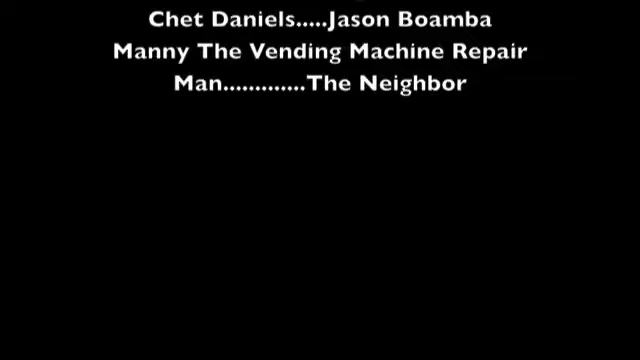 Chet Daniels.....Jason Boamba
Manny The Vending Machine Repair
Man.............The Neighbor